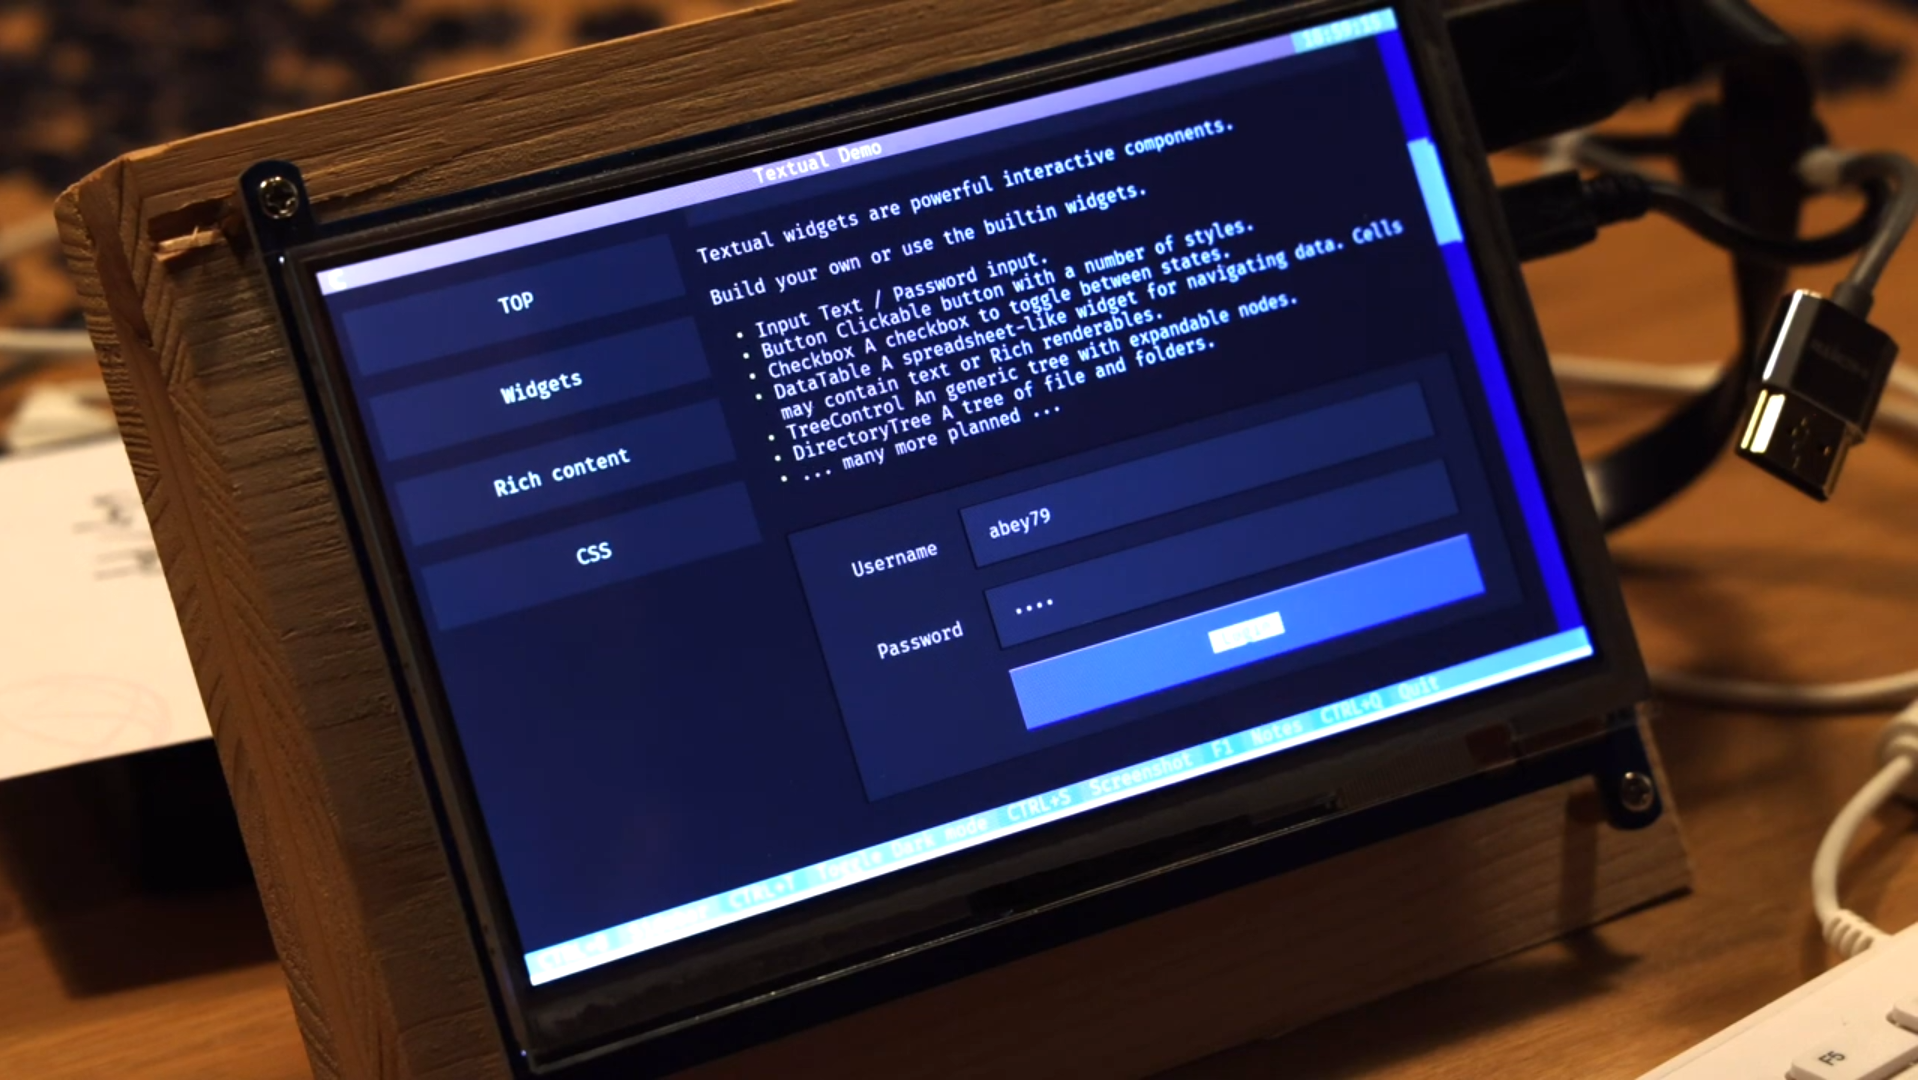 Textual Demo
TOP
Widgets
Rich content
CSS
Textual widgets are powerful interactive components.
Build your own or use the builtin widgets.
• Input Text / Password input.
• Button Clickable button with a number of styles.
• Checkbox A checkbox to toggle between states.
• DataTable A spreadsheet-like widget for navigating data. Cells
may contain text or Rich renderables.
• TreeControl An generic tree with expandable nodes.
• DirectoryTree A tree of file and folders.
• ... many more planned ...
Username
abey79
Password
••••
CTRL+T Toggle Dark mode CTRL+S Screenshot F1 Notes CTRL+Q Quit
F5